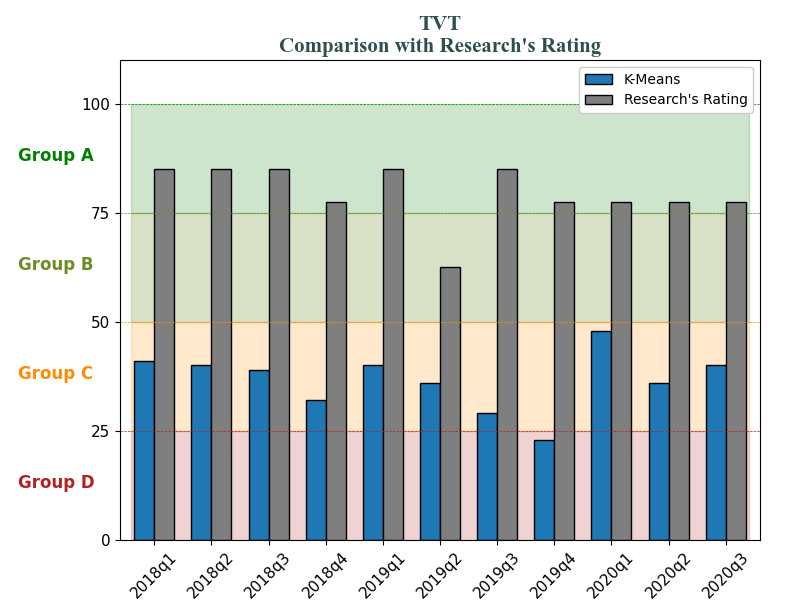 TVT
Comparison with Research's Rating
K-Means
Research's Rating
100
75
50
25
0
Group A
Group B
Group C
Group D
2018q1
2018q2
2018q3
2018q4
2019q1
2019q2
2019q3
2019q4
2020q1
2020q2
2020q3